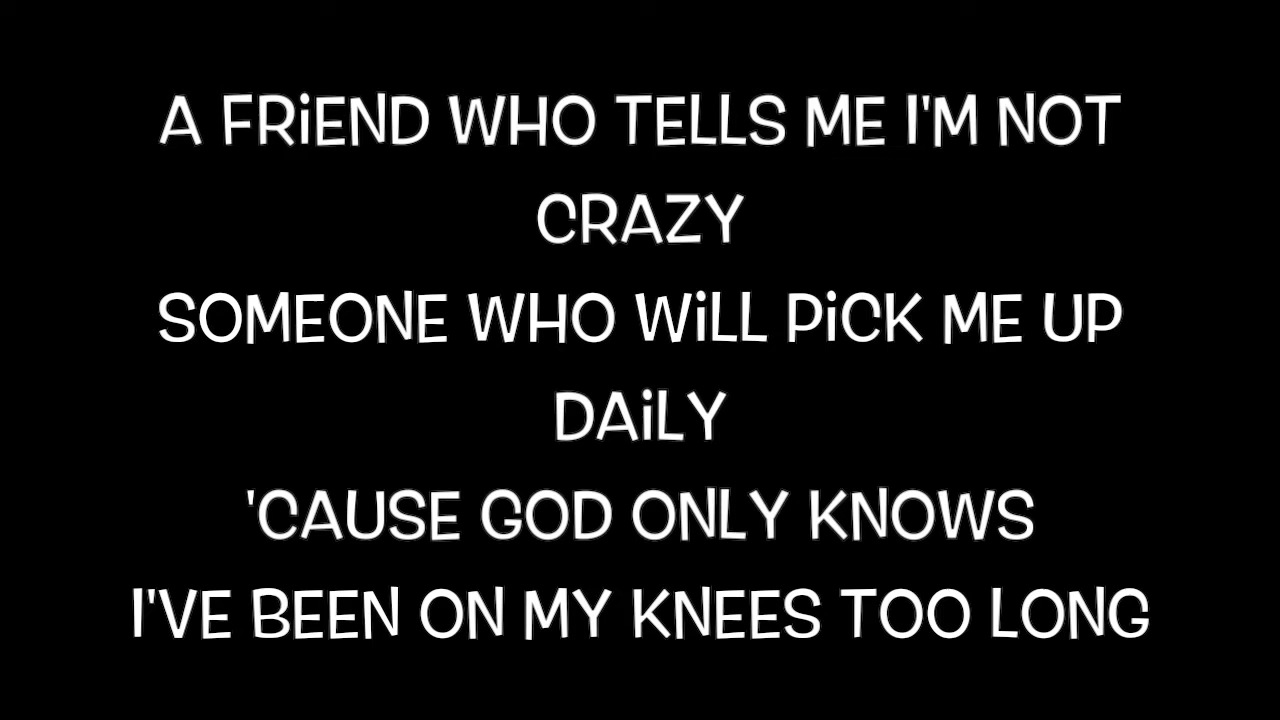 A FRiEND WHO TELLS ME I'M NOT
CRAZY
SOMEONE WHO WiLL PiCK ME UP
DAiLY
'CAUSE GOD ONLY KNOWS
I'VE BEEN ON MY KNEES TOO LONG